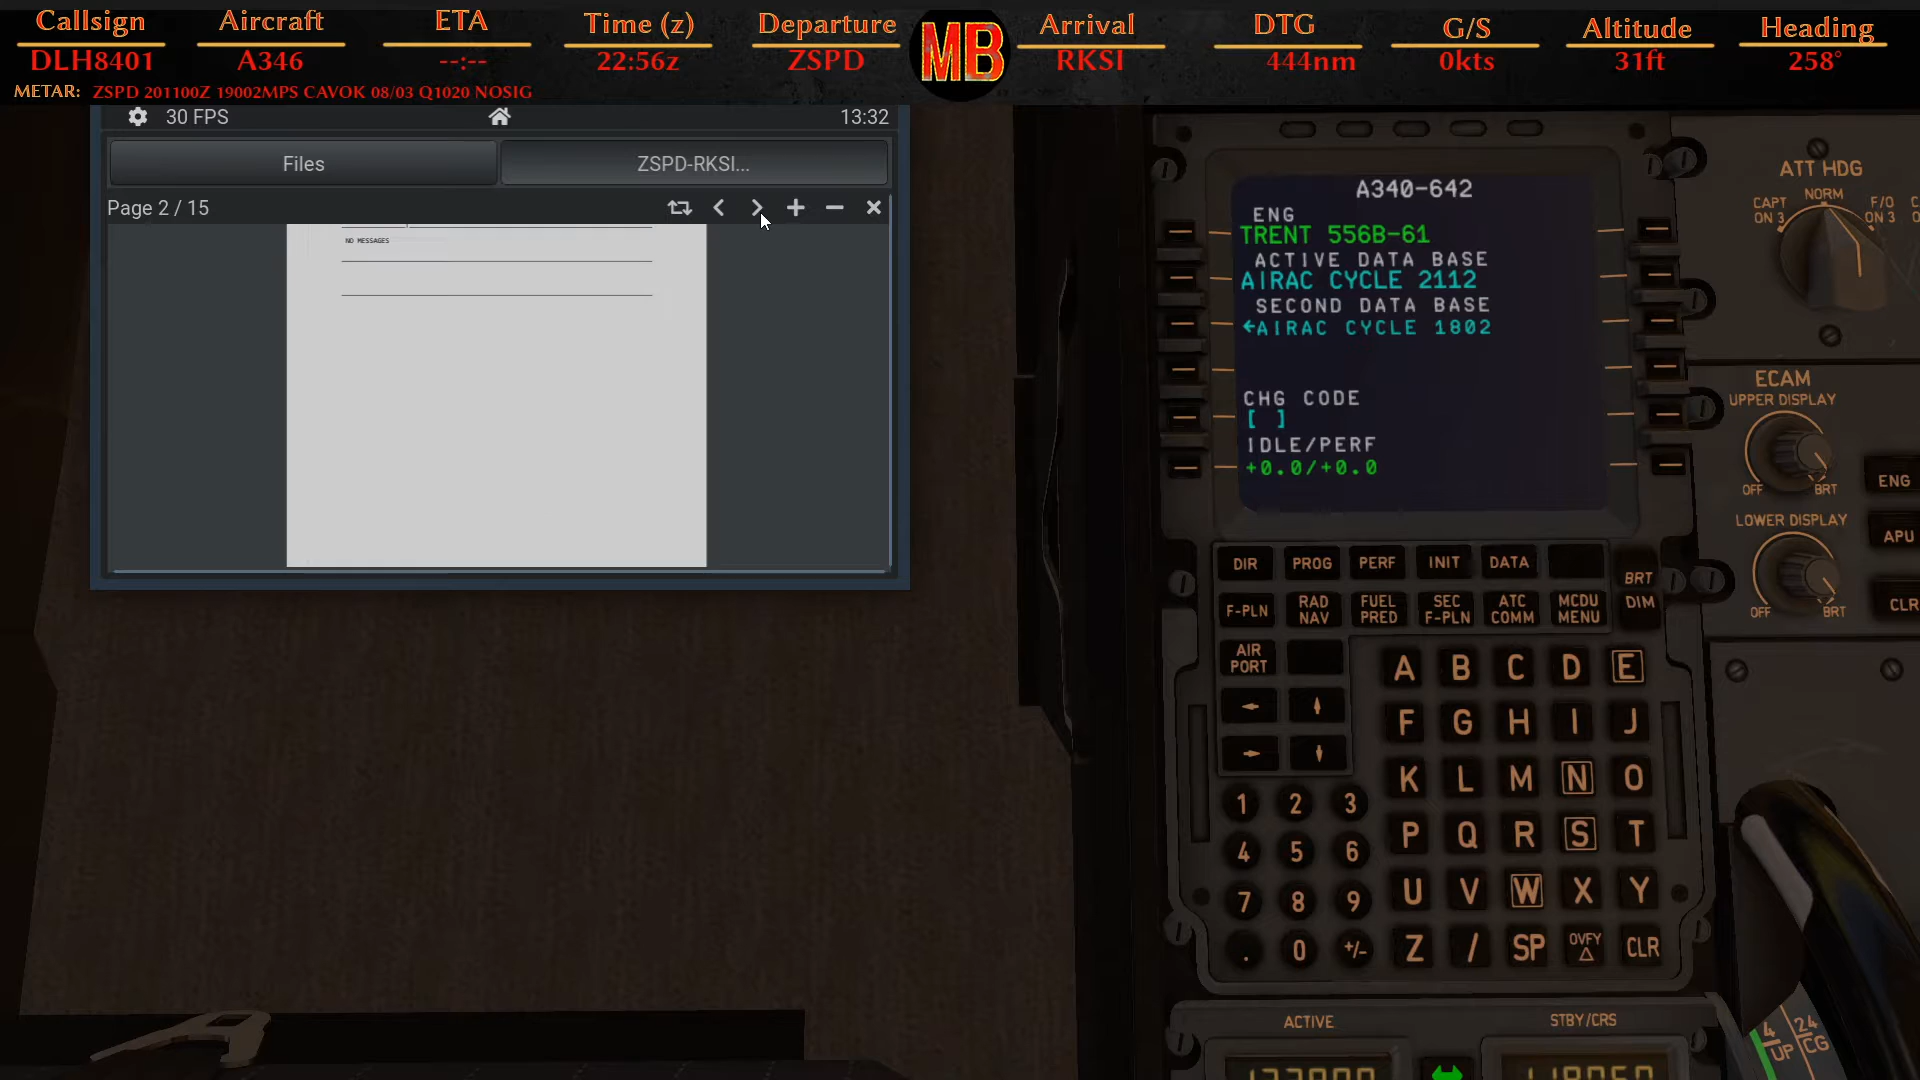 Callsign Aircraft ETA Time (z) Departure MB Arrival DTG G/S Altitude Heading
DLH8401 A346 --:-- 22:56z ZSPD RKSI 444nm 0kts 31ft 258°
METAR: ZSPD 201100Z 19002MPS CAVOK 08/03 Q1020 NOSIG
30 FPS 13:32
Files ZSPD-RKSI...
Page 2 / 15
NO MESSAGES
A340-642
ENG
TRENT 556B-61
ACTIVE DATA BASE
AIRAC CYCLE 2112
SECOND DATA BASE
←AIRAC CYCLE 1802
CHG CODE
[ ]
IDLE/PERF
+0.0/+0.0
DIR PROG PERF INIT DATA
BRT
DIM
F-PLN RAD NAV FUEL PRED SEC F-PLN ATC COMM MCDU MENU
AIR PORT
A B C D E
F G H I J
K L M N O
P Q R S T
U V W X Y
Z / SP OVFY Δ CLR
1 2 3
4 5 6
7 8 9
. 0 +/-
ATT HDG
NORM
CAPT ON 3
F/O ON 3
ECAM
UPPER DISPLAY
OFF BRT
LOWER DISPLAY
OFF BRT
ENG
APU
CLR
ACTIVE STBY/CRS
4 UP
24 CG